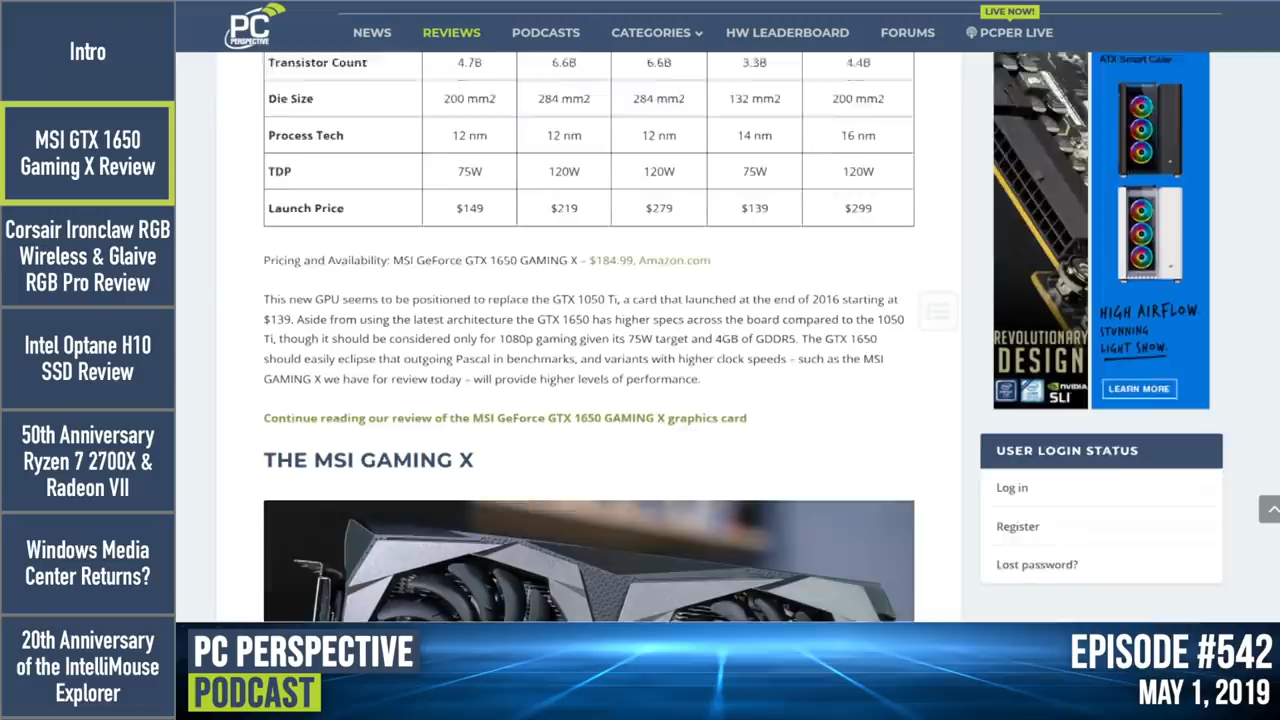 Intro
MSI GTX 1650
Gaming X Review
Corsair Ironclaw RGB
Wireless & Glaive
RGB Pro Review
Intel Optane H10
SSD Review
50th Anniversary
Ryzen 7 2700X &
Radeon VII
Windows Media
Center Returns?
20th Anniversary
of the IntelliMouse
Explorer
PC
PERSPECTIVE
NEWS
REVIEWS
PODCASTS
CATEGORIES
HW LEADERBOARD
FORUMS
LIVE NOW!
PCPER LIVE
Transistor Count 4.7B 6.6B 6.6B 3.3B 4.4B
Die Size 200 mm2 284 mm2 284 mm2 132 mm2 200 mm2
Process Tech 12 nm 12 nm 12 nm 14 nm 16 nm
TDP 75W 120W 120W 75W 120W
Launch Price $149 $219 $279 $139 $299
Pricing and Availability: MSI GeForce GTX 1650 GAMING X – $184.99, Amazon.com
This new GPU seems to be positioned to replace the GTX 1050 Ti, a card that launched at the end of 2016 starting at
$139. Aside from using the latest architecture the GTX 1650 has higher specs across the board compared to the 1050
Ti, though it should be considered only for 1080p gaming given its 75W target and 4GB of GDDR5. The GTX 1650
should easily eclipse that outgoing Pascal in benchmarks, and variants with higher clock speeds – such as the MSI
GAMING X we have for review today – will provide higher levels of performance.
Continue reading our review of the MSI GeForce GTX 1650 GAMING X graphics card
THE MSI GAMING X
REVOLUTIONARY
DESIGN
NVIDIA
SLI
ATX Smart Case
HIGH AIRFLOW.
STUNNING
LIGHT SHOW.
LEARN MORE
USER LOGIN STATUS
Log in
Register
Lost password?
PC PERSPECTIVE
PODCAST
EPISODE #542
MAY 1, 2019